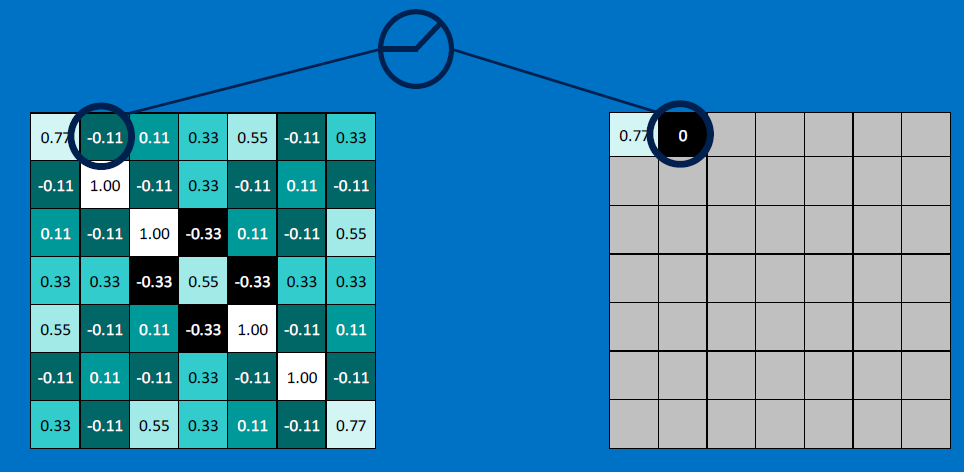 0.77 -0.11 0.11 0.33 0.55 -0.11 0.33
-0.11 1.00 -0.11 0.33 -0.11 0.11 -0.11
0.11 -0.11 1.00 -0.33 0.11 -0.11 0.55
0.33 0.33 -0.33 0.55 -0.33 0.33 0.33
0.55 -0.11 0.11 -0.33 1.00 -0.11 0.11
-0.11 0.11 -0.11 0.33 -0.11 1.00 -0.11
0.33 -0.11 0.55 0.33 0.11 -0.11 0.77
0.77 0